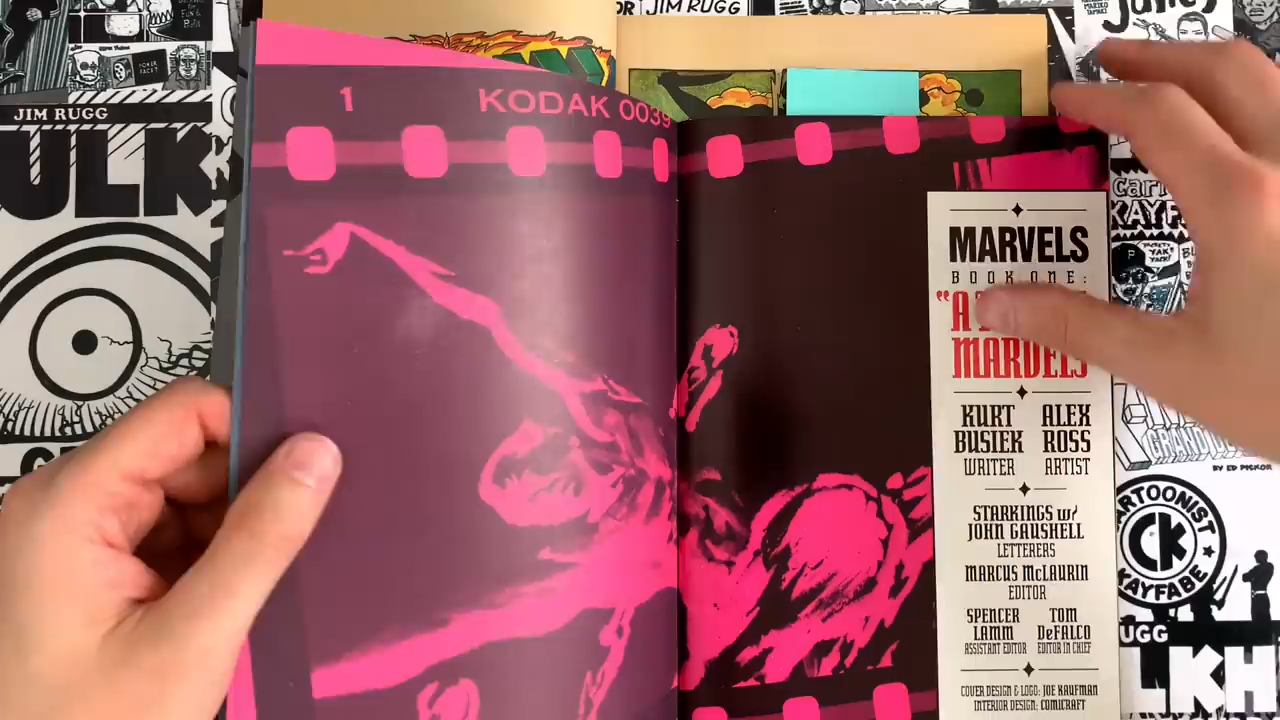 JIM RUGG
JIM RUGG
1 KODAK 0039
MARVELS
BOOK ONE:
MARVELS
KURT BUSIEK WRITER
ALEX ROSS ARTIST
STARKINGS w/
JOHN GAUSHELL
LETTERERS
MARCUS McLAURIN
EDITOR
SPENCER LAMM ASSISTANT EDITOR
TOM DeFALCO EDITOR IN CHIEF
COVER DESIGN & LOGO: JOE KAUFMAN
INTERIOR DESIGN: COMICRAFT
BY ED PISKOR
CK
KAYFABE